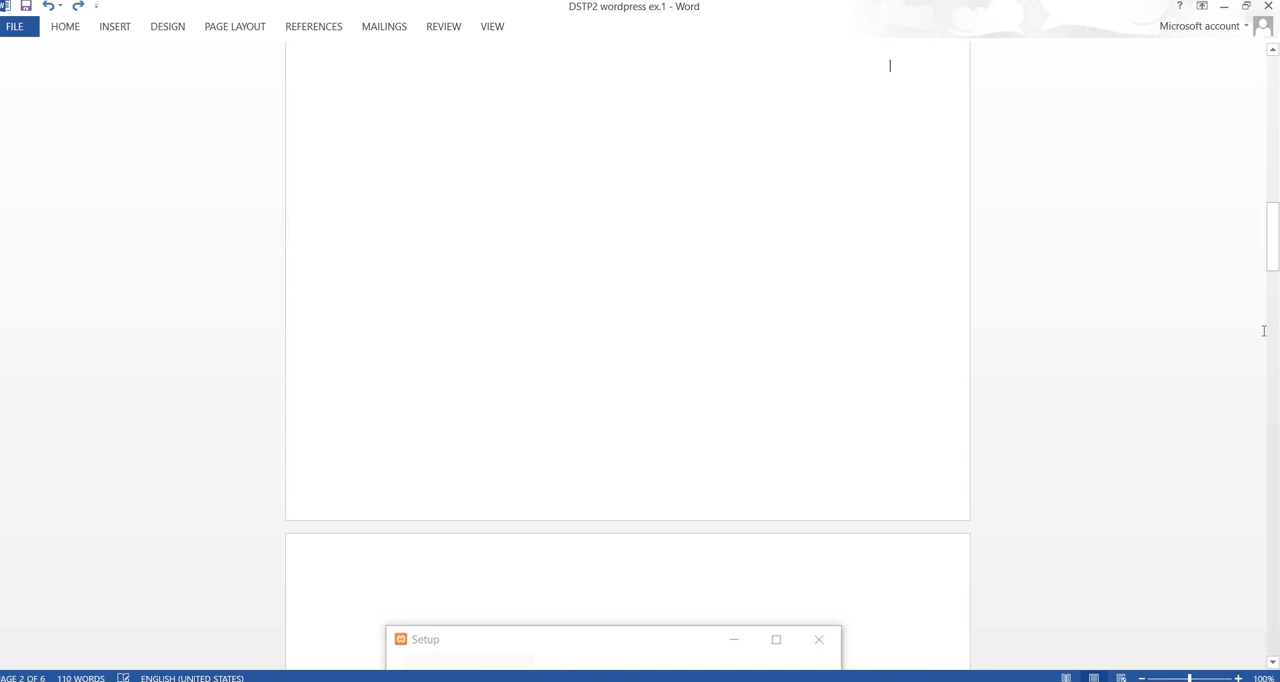 DSTP2 wordpress ex.1 - Word
?
FILE HOME INSERT DESIGN PAGE LAYOUT REFERENCES MAILINGS REVIEW VIEW
Microsoft account
Setup
AGE 2 OF 6 110 WORDS ENGLISH (UNITED STATES)
100%